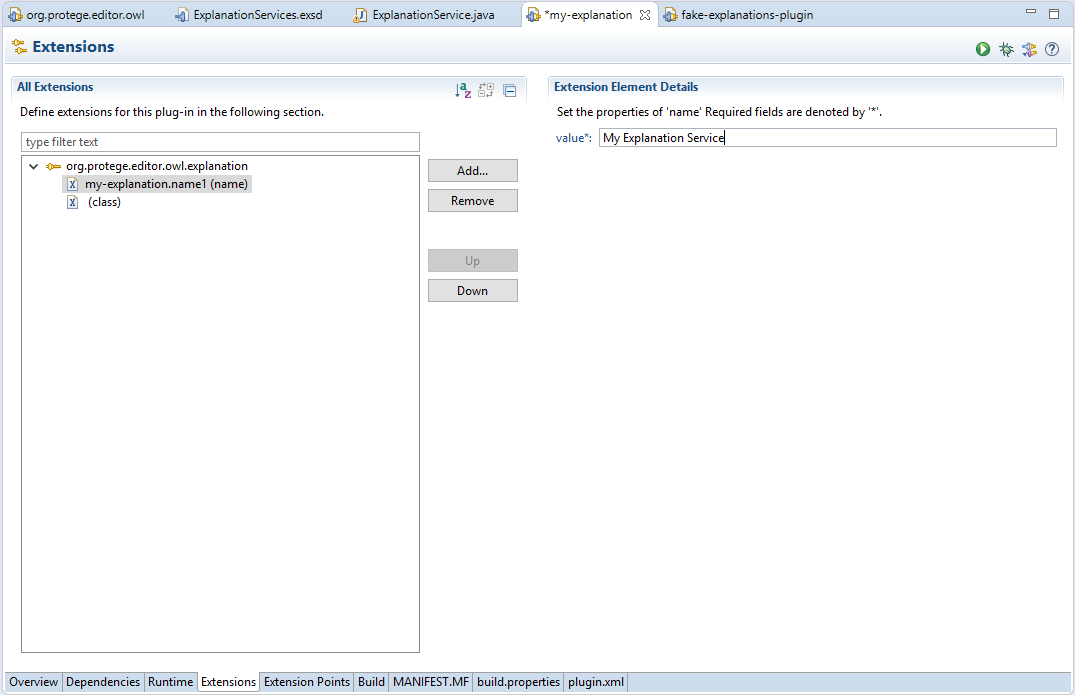 org.protege.editor.owl ExplanationServices.exsd ExplanationService.java *my-explanation fake-explanations-plugin
Extensions
All Extensions
Define extensions for this plug-in in the following section.
type filter text
org.protege.editor.owl.explanation
my-explanation.name1 (name)
(class)
Add...
Remove
Up
Down
Extension Element Details
Set the properties of 'name' Required fields are denoted by '*'.
value*: My Explanation Service
Overview Dependencies Runtime Extensions Extension Points Build MANIFEST.MF build.properties plugin.xml